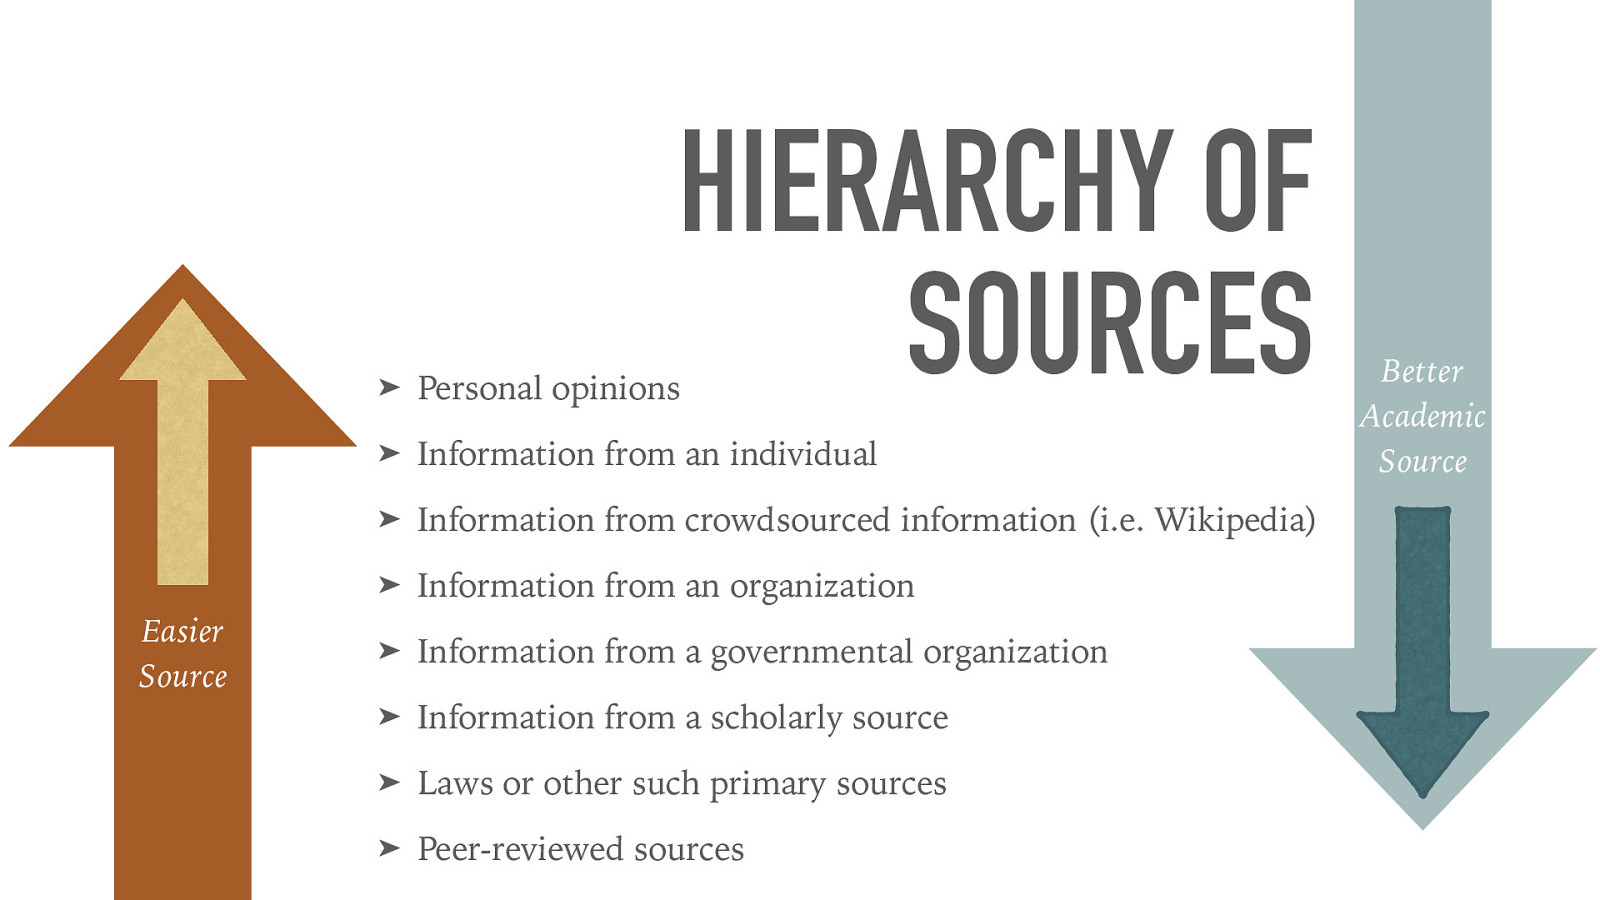 HIERARCHY OF
SOURCES
➤ Personal opinions
➤ Information from an individual
➤ Information from crowdsourced information (i.e. Wikipedia)
➤ Information from an organization
➤ Information from a governmental organization
➤ Information from a scholarly source
➤ Laws or other such primary sources
➤ Peer-reviewed sources
Easier
Source
Better
Academic
Source